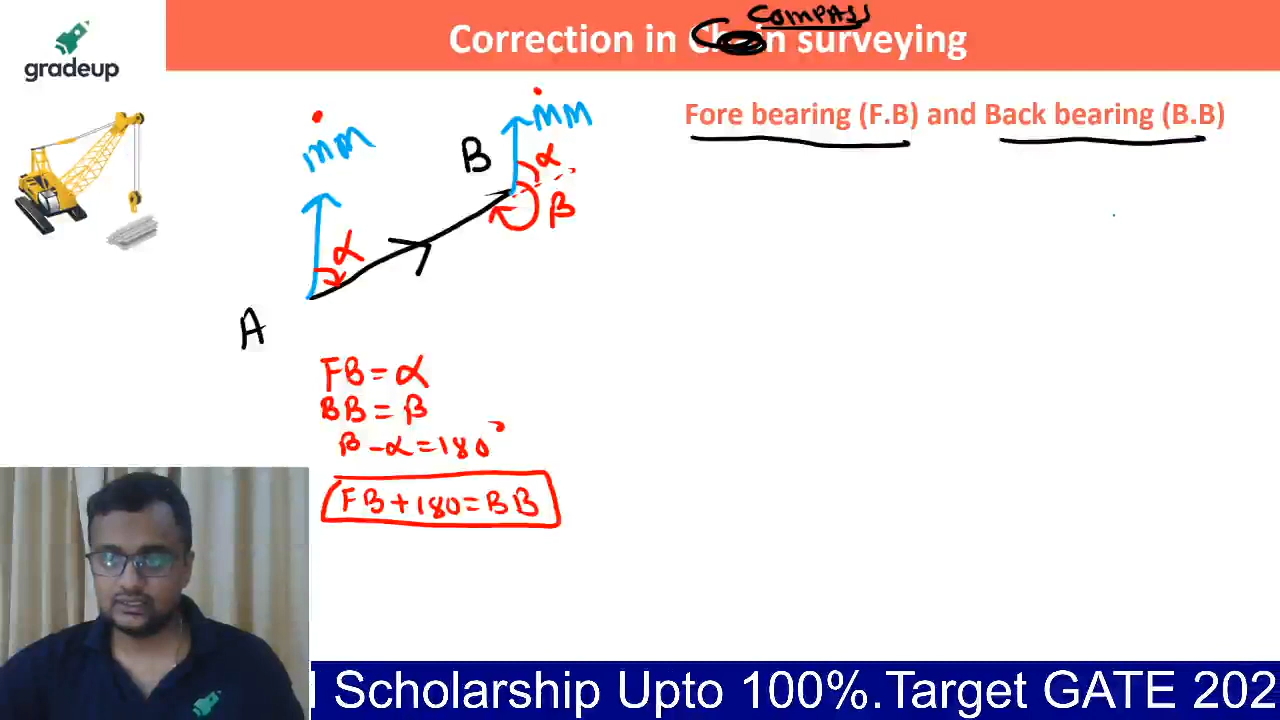 COMPASS
Correction in Chain surveying
gradeup
Fore bearing (F.B) and Back bearing (B.B)
MM
MM
B
α
β
α
A
FB = α
BB = β
β - α = 180°
FB + 180 = BB
l Scholarship Upto 100%.Target GATE 202